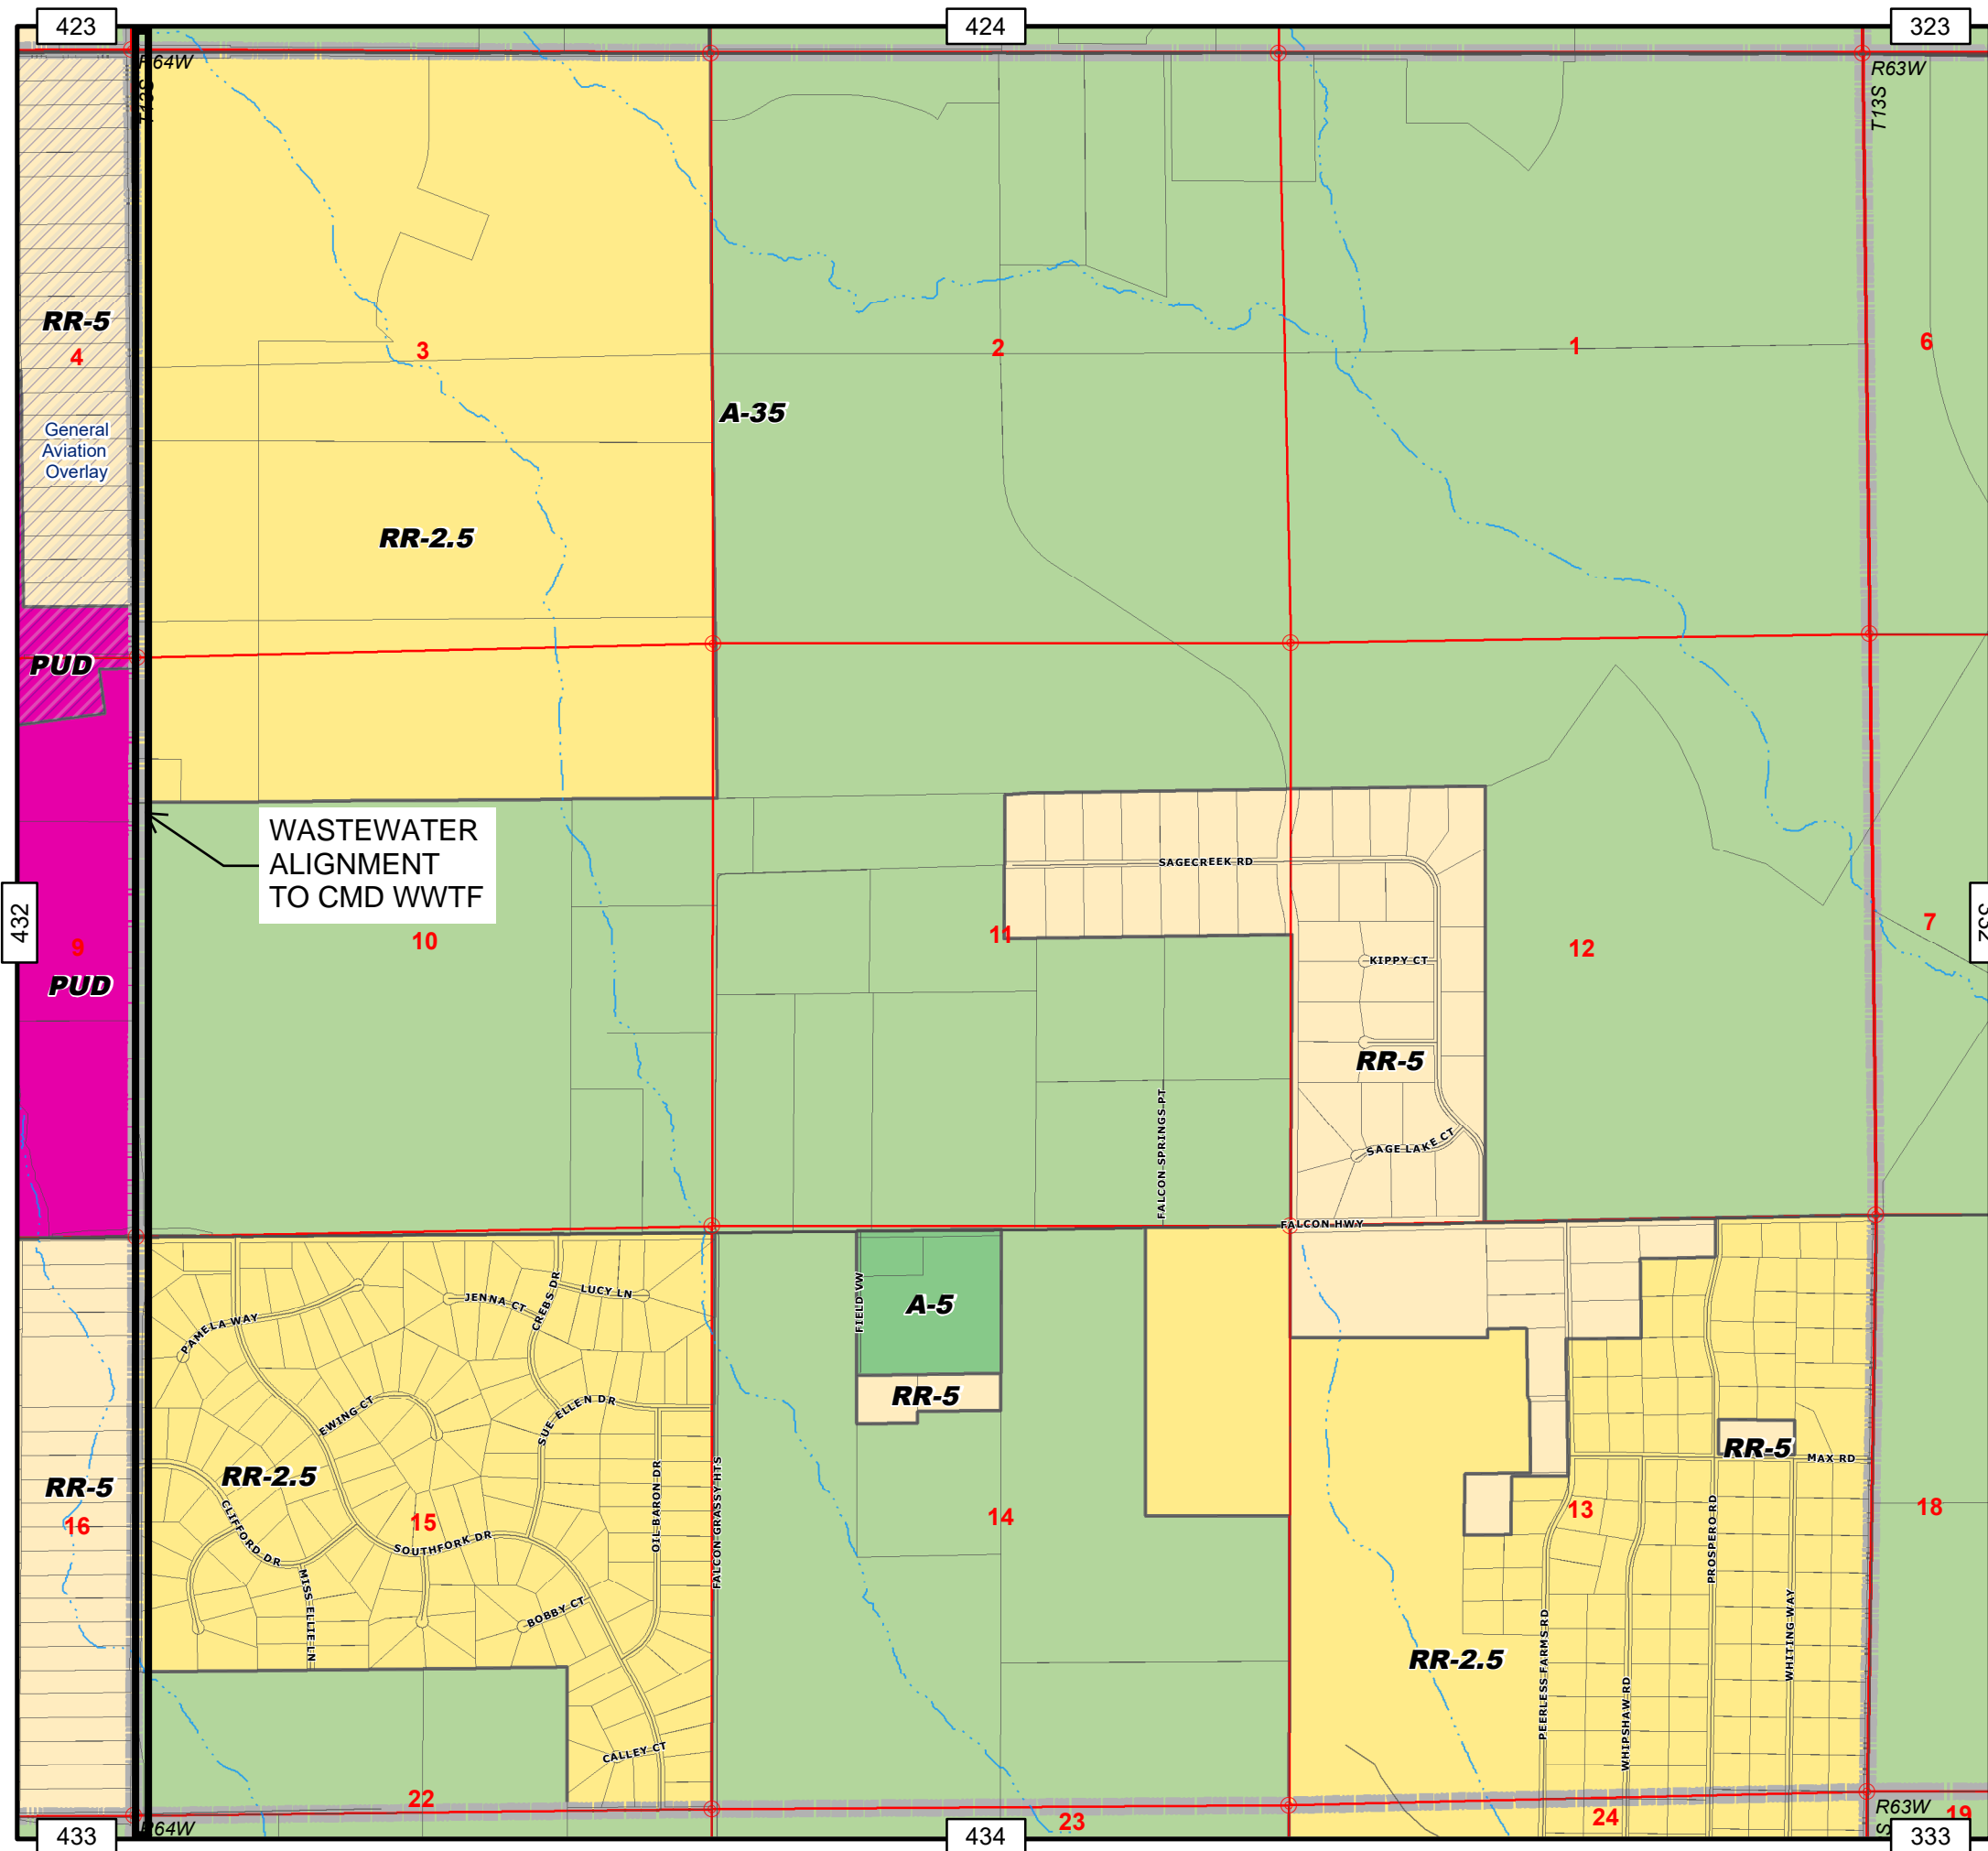 423
424
323
R64W
T13S
R63W
T13S
RR-5
4
3
2
1
6
A-35
General
Aviation
Overlay
RR-2.5
PUD
WASTEWATER
ALIGNMENT
TO CMD WWTF
SAGECREEK RD
432
9
10
11
12
7
KIPPY CT
PUD
RR-5
FALCON SPRINGS PT
SAGE LAKE CT
FALCON HWY
LUCY LN
JENNA CT
CREBS DR
FIELD VW
A-5
PAMELA WAY
RR-5
EWING CT
SUE ELLEN DR
RR-5
MAX RD
RR-5
RR-2.5
16
15
14
13
18
CLIFFORD DR
SOUTHFORK DR
OIL BARON DR
FALCON GRASSY HTS
PROSPERO RD
MISS ELLIE LN
BOBBY CT
WHITING WAY
PEERLESS FARMS RD
RR-2.5
WHIPSHAW RD
CALLEY CT
22
23
24
19
R64W
R63W
S
433
434
333